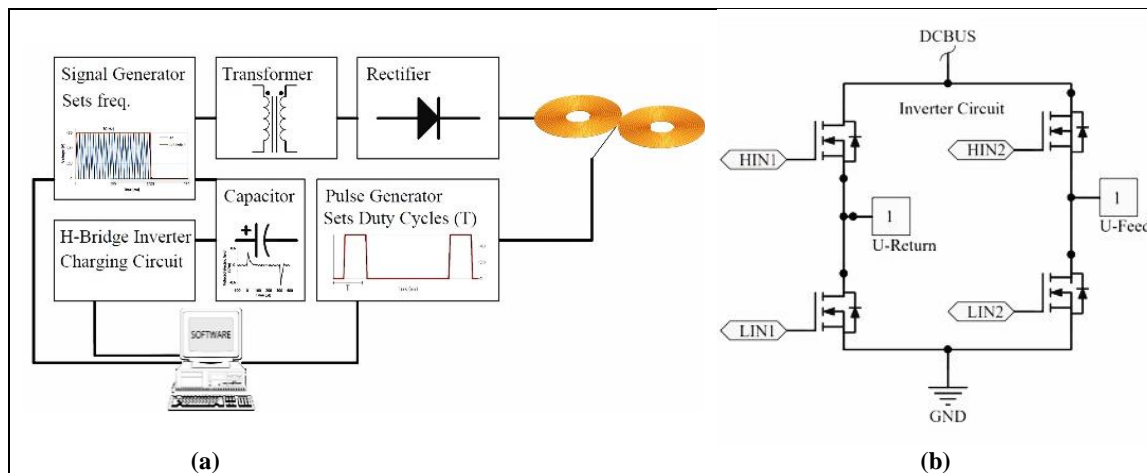 Signal Generator
Sets freq.
Transformer
Rectifier
Capacitor
+
Pulse Generator
Sets Duty Cycles (T)
T
H-Bridge Inverter
Charging Circuit
SOFTWARE
(a)
DCBUS
Inverter Circuit
HIN1
HIN2
1
U-Return
1
U-Feed
LIN1
LIN2
GND
(b)